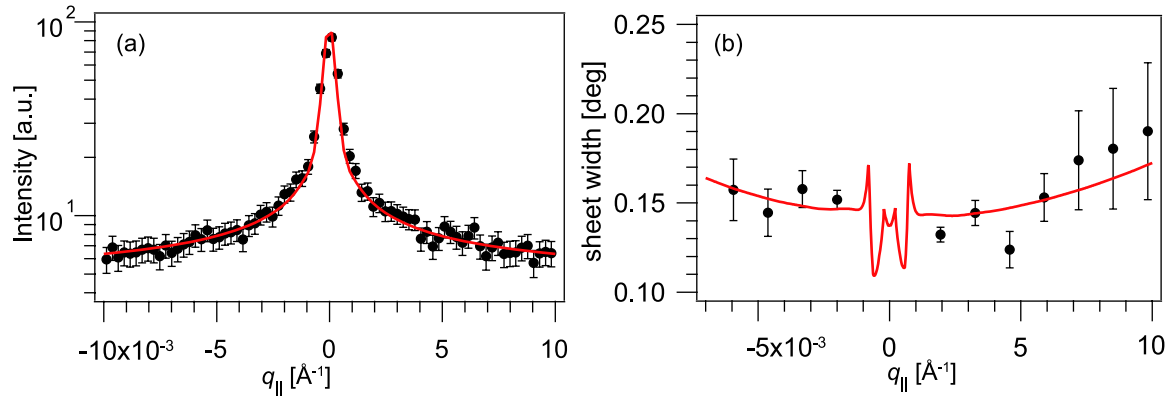 (a)
10²
10¹
Intensity [a.u.]
-10x10⁻³
-5
0
5
10
q|| [Å⁻¹]
(b)
0.25
0.20
0.15
0.10
sheet width [deg]
-5x10⁻³
0
5
10
q|| [Å⁻¹]